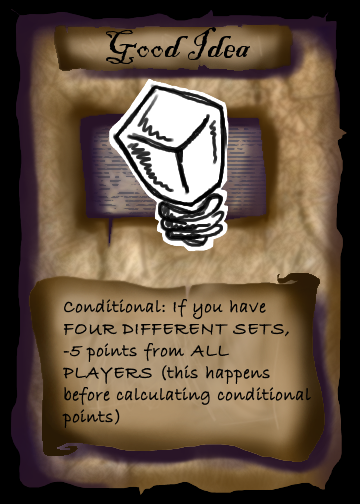 Good Idea
Conditional: If you have
FOUR DIFFERENT SETS,
-5 points from ALL
PLAYERS (this happens
before calculating conditional
points)